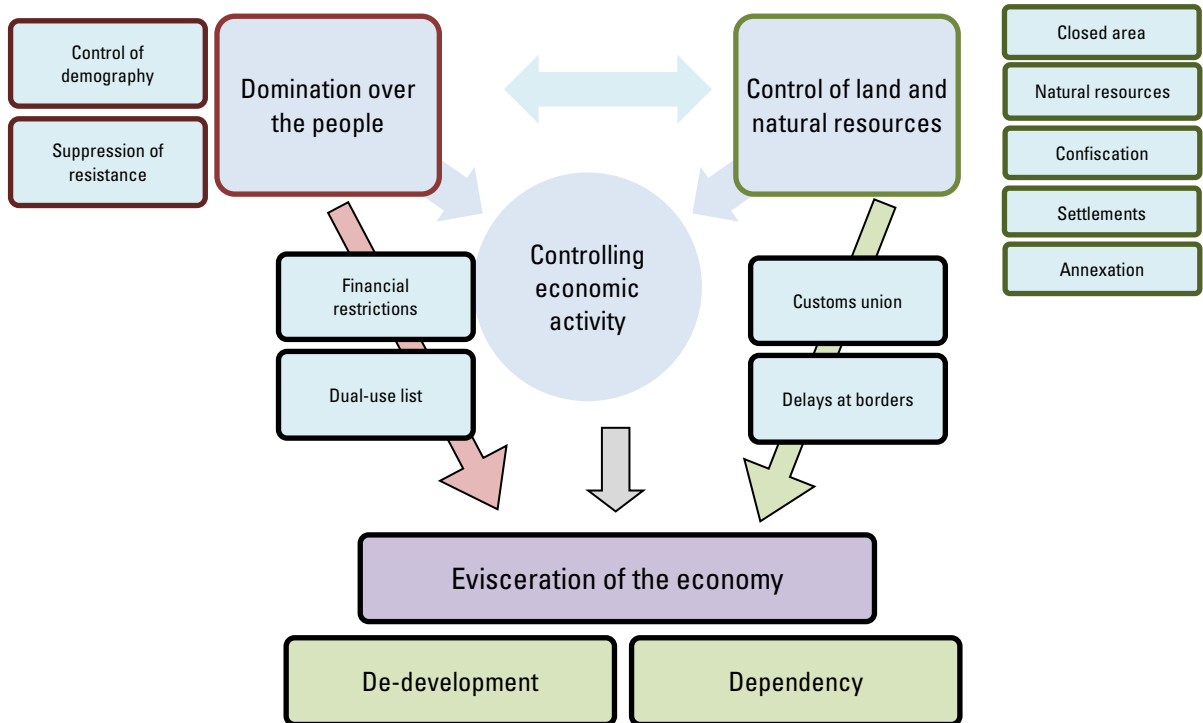 Control of
demography
Suppression of
resistance
Domination over
the people
Control of land and
natural resources
Closed area
Natural resources
Confiscation
Settlements
Annexation
Controlling
economic
activity
Financial
restrictions
Dual-use list
Customs union
Delays at borders
Evisceration of the economy
De-development
Dependency